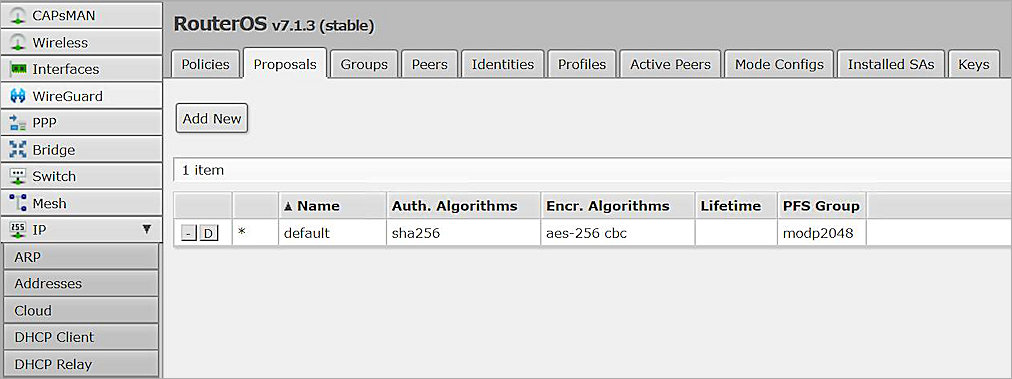 CAPsMAN
Wireless
Interfaces
WireGuard
PPP
Bridge
Switch
Mesh
255 IP ▼
ARP
Addresses
Cloud
DHCP Client
DHCP Relay
RouterOS v7.1.3 (stable)
Policies Proposals Groups Peers Identities Profiles Active Peers Mode Configs Installed SAs Keys
Add New
1 item
▲ Name Auth. Algorithms Encr. Algorithms Lifetime PFS Group
- D * default sha256 aes-256 cbc modp2048